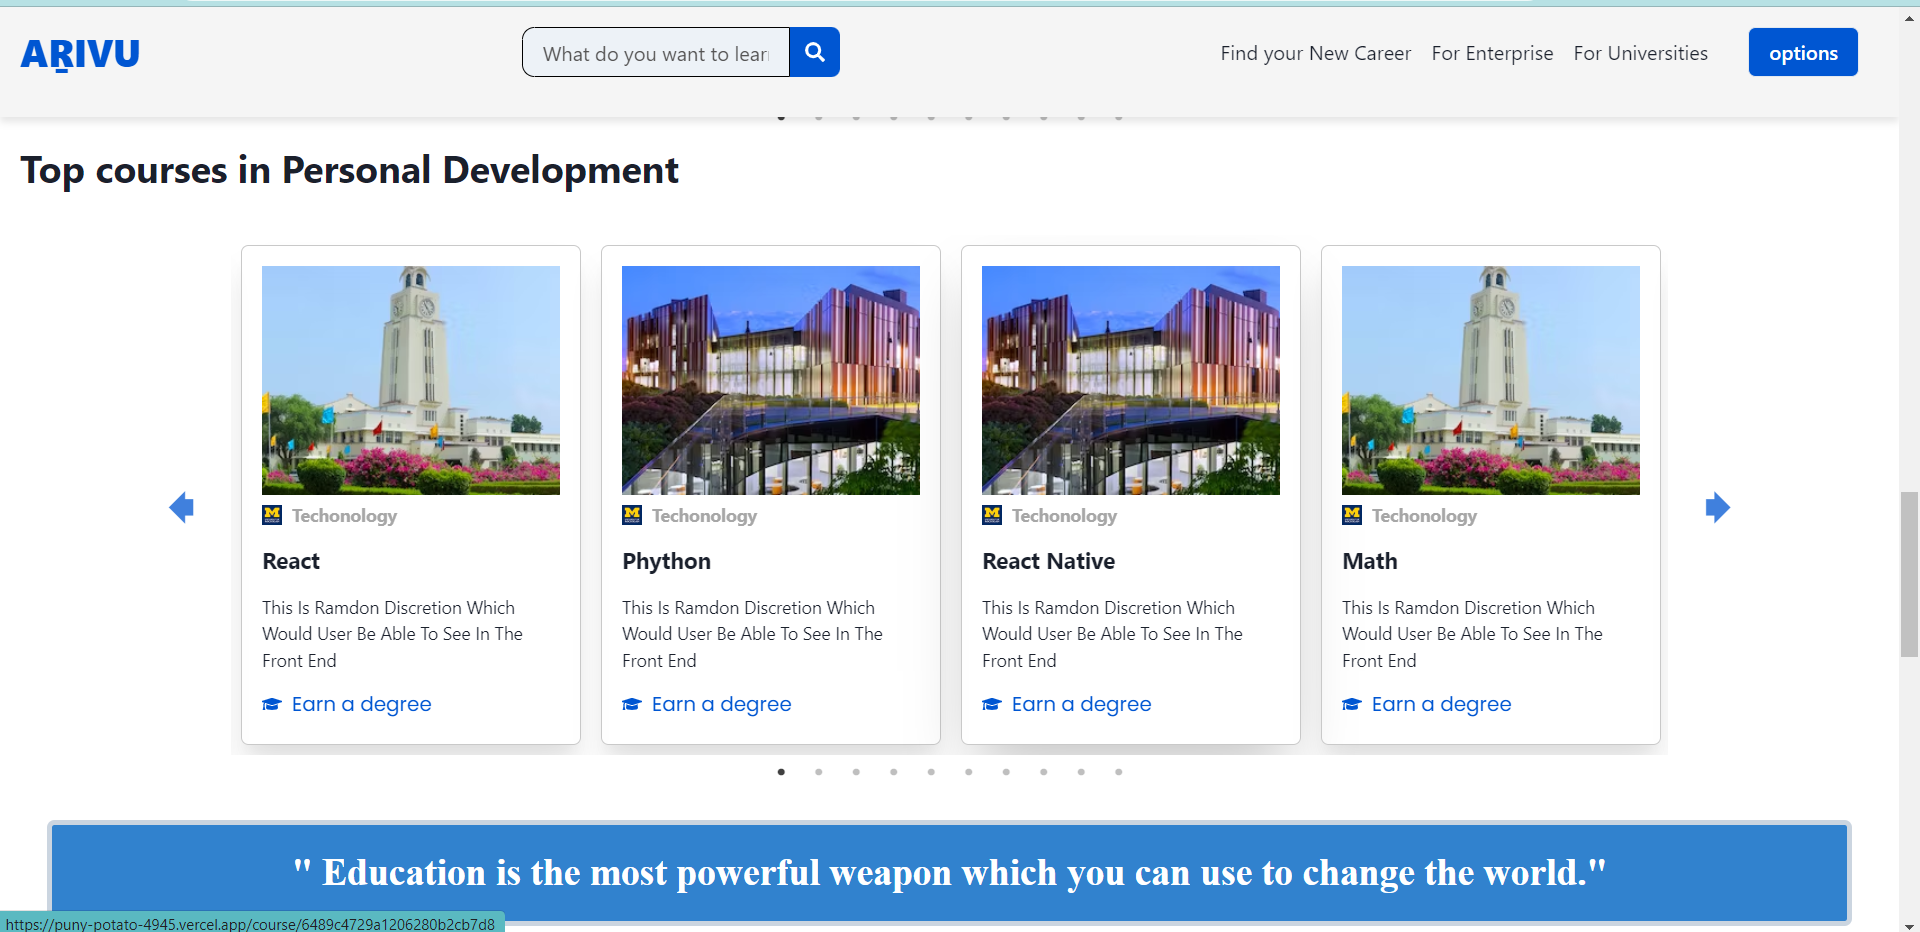 AṞIVU
What do you want to lear
Find your New Career For Enterprise For Universities options
Top courses in Personal Development
Techonology Techonology Techonology Techonology
React Phython React Native Math
This Is Ramdon Discretion Which
Would User Be Able To See In The
Front End
This Is Ramdon Discretion Which
Would User Be Able To See In The
Front End
This Is Ramdon Discretion Which
Would User Be Able To See In The
Front End
This Is Ramdon Discretion Which
Would User Be Able To See In The
Front End
Earn a degree Earn a degree Earn a degree Earn a degree
" Education is the most powerful weapon which you can use to change the world."
https://puny-potato-4945.vercel.app/course/6489c4729a1206280b2cb7d8